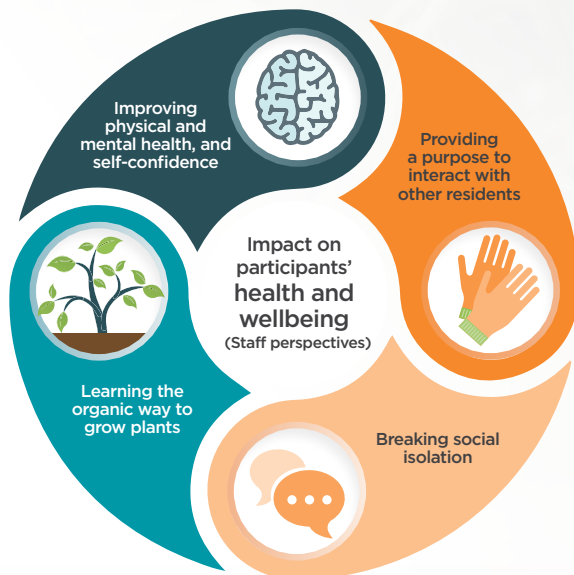 Improving
physical and
mental health, and
self-confidence
Providing
a purpose to
interact with
other residents
Impact on
participants’
health and
wellbeing
(Staff perspectives)
Learning the
organic way to
grow plants
Breaking social
isolation